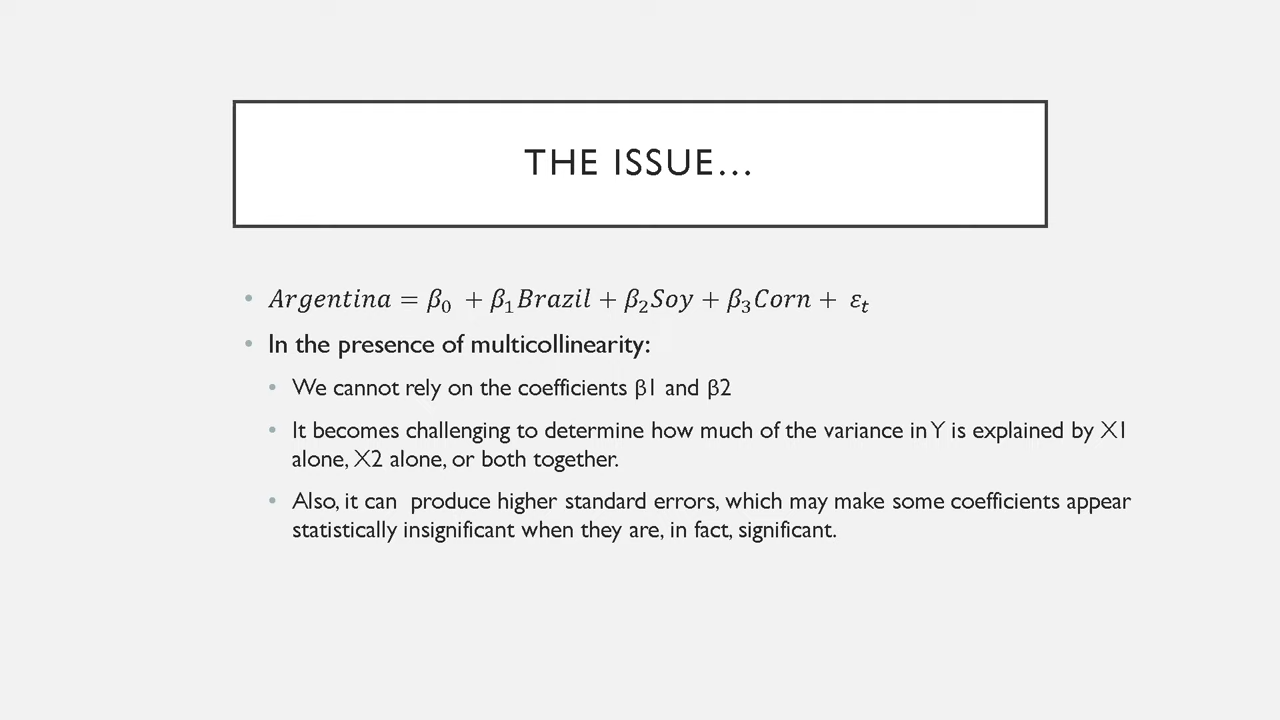 THE ISSUE…
• Argentina = β₀ + β₁Brazil + β₂Soy + β₃Corn + εₜ
• In the presence of multicollinearity:
• We cannot rely on the coefficients β1 and β2
• It becomes challenging to determine how much of the variance in Y is explained by X1
alone, X2 alone, or both together.
• Also, it can produce higher standard errors, which may make some coefficients appear
statistically insignificant when they are, in fact, significant.